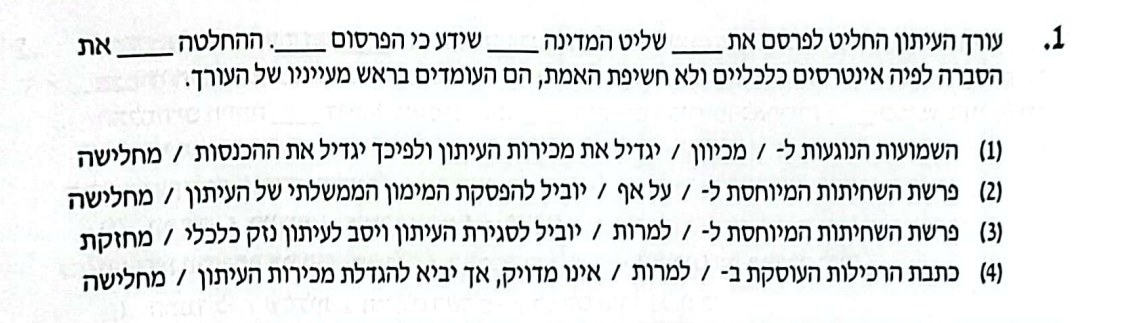 1. עורך העיתון החליט לפרסם את ____ שליט המדינה ____ שידע כי הפרסום ____. ההחלטה ____ את
הסברה לפיה אינטרסים כלכליים ולא חשיפת האמת, הם העומדים בראש מעייניו של העורך.
(1) השמועות הנוגעות ל- / מכיוון / יגדיל את מכירות העיתון ולפיכך יגדיל את ההכנסות / מחלישה
(2) פרשת השחיתות המיוחסת ל- / על אף / יוביל להפסקת המימון הממשלתי של העיתון / מחלישה
(3) פרשת השחיתות המיוחסת ל- / למרות / יוביל לסגירת העיתון ויסב לעיתון נזק כלכלי / מחזקת
(4) כתבת הרכילות העוסקת ב- / למרות / אינו מדויק, אך יביא להגדלת מכירות העיתון / מחלישה